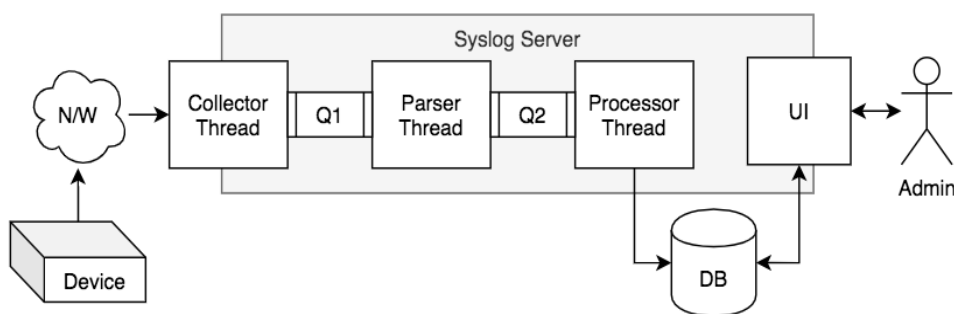 Syslog Server
N/W
Collector
Thread
Q1
Parser
Thread
Q2
Processor
Thread
UI
Admin
Device
DB